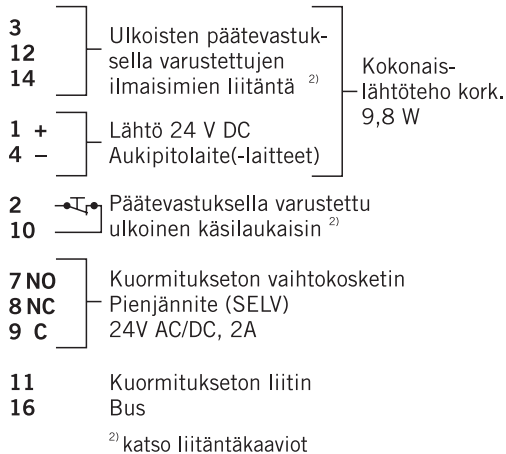 3
12
14
Ulkoisten päätevastuk-
sella varustettujen
ilmaisimien liitäntä 2)
Kokonais-
lähtöteho kork.
9,8 W
1 +
4 –
Lähtö 24 V DC
Aukipitolaite(-laitteet)
2
10
Päätevastuksella varustettu
ulkoinen käsilaukaisin 2)
7 NO
8 NC
9 C
Kuormitukseton vaihtokosketin
Pienjännite (SELV)
24V AC/DC, 2A
11 Kuormitukseton liitin
16 Bus
2) katso liitäntäkaaviot